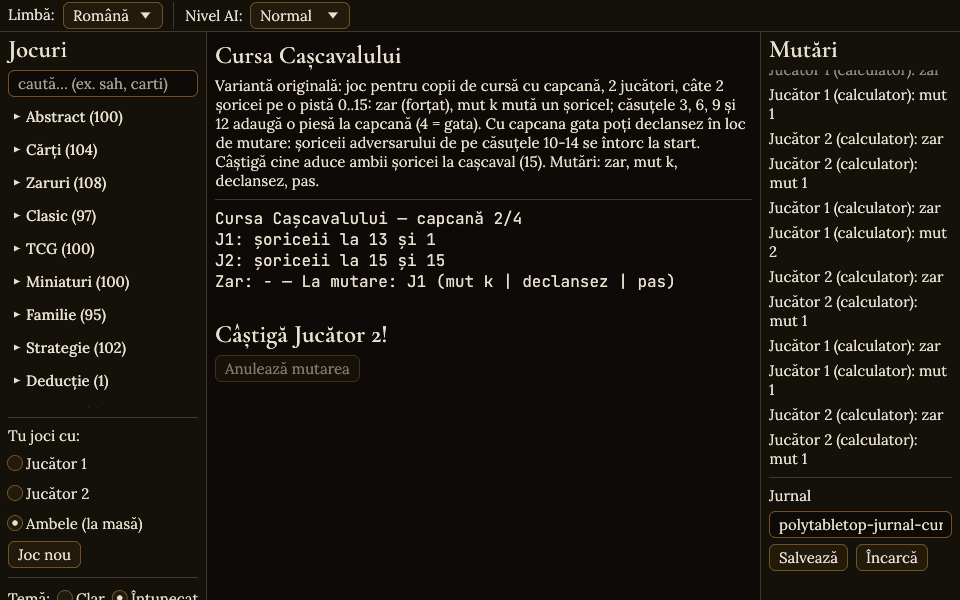 Limbă: Română ▼ Nivel AI: Normal ▼
Jocuri
caută... (ex. sah, carti)
▸ Abstract (100)
▸ Cărți (104)
▸ Zaruri (108)
▸ Clasic (97)
▸ TCG (100)
▸ Miniaturi (100)
▸ Familie (95)
▸ Strategie (102)
▸ Deducție (1)
Tu joci cu:
Jucător 1
Jucător 2
Ambele (la masă)
Joc nou
Temă: Clar Întunecat
Cursa Cașcavalului
Variantă originală: joc pentru copii de cursă cu capcană, 2 jucători, câte 2
șoricei pe o pistă 0..15: zar (forțat), mut k mută un șoricel; căsuțele 3, 6, 9 și
12 adaugă o piesă la capcană (4 = gata). Cu capcana gata poți declansez în loc
de mutare: șoriceii adversarului de pe căsuțele 10-14 se întorc la start.
Câștigă cine aduce ambii șoricei la cașcaval (15). Mutări: zar, mut k,
declansez, pas.
Cursa Cașcavalului — capcană 2/4
J1: șoriceii la 13 și 1
J2: șoriceii la 15 și 15
Zar: - — La mutare: J1 (mut k | declansez | pas)
Câștigă Jucător 2!
Anulează mutarea
Mutări
Jucător 1 (calculator): zar
Jucător 1 (calculator): mut
1
Jucător 2 (calculator): zar
Jucător 2 (calculator):
mut 1
Jucător 1 (calculator): zar
Jucător 1 (calculator): mut
2
Jucător 2 (calculator): zar
Jucător 2 (calculator):
mut 1
Jucător 1 (calculator): zar
Jucător 1 (calculator): mut
1
Jucător 2 (calculator): zar
Jucător 2 (calculator):
mut 1
Jurnal
polytabletop-jurnal-cur
Salvează Încarcă